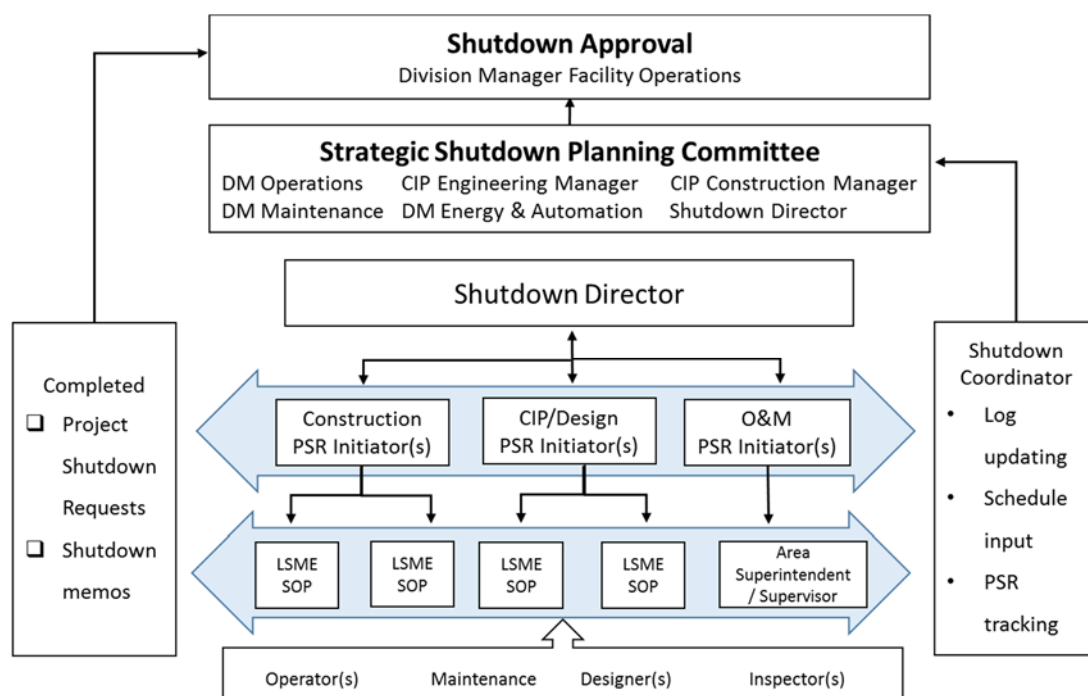 Shutdown Approval
Division Manager Facility Operations
Strategic Shutdown Planning Committee
DM Operations CIP Engineering Manager CIP Construction Manager
DM Maintenance DM Energy & Automation Shutdown Director
Shutdown Director
Completed
❑ Project
Shutdown
Requests
❑ Shutdown
memos
Construction
PSR Initiator(s)
CIP/Design
PSR Initiator(s)
O&M
PSR Initiator(s)
LSME
SOP
LSME
SOP
LSME
SOP
LSME
SOP
Area
Superintendent
/ Supervisor
Operator(s) Maintenance Designer(s) Inspector(s)
Shutdown
Coordinator
• Log
updating
• Schedule
input
• PSR
tracking